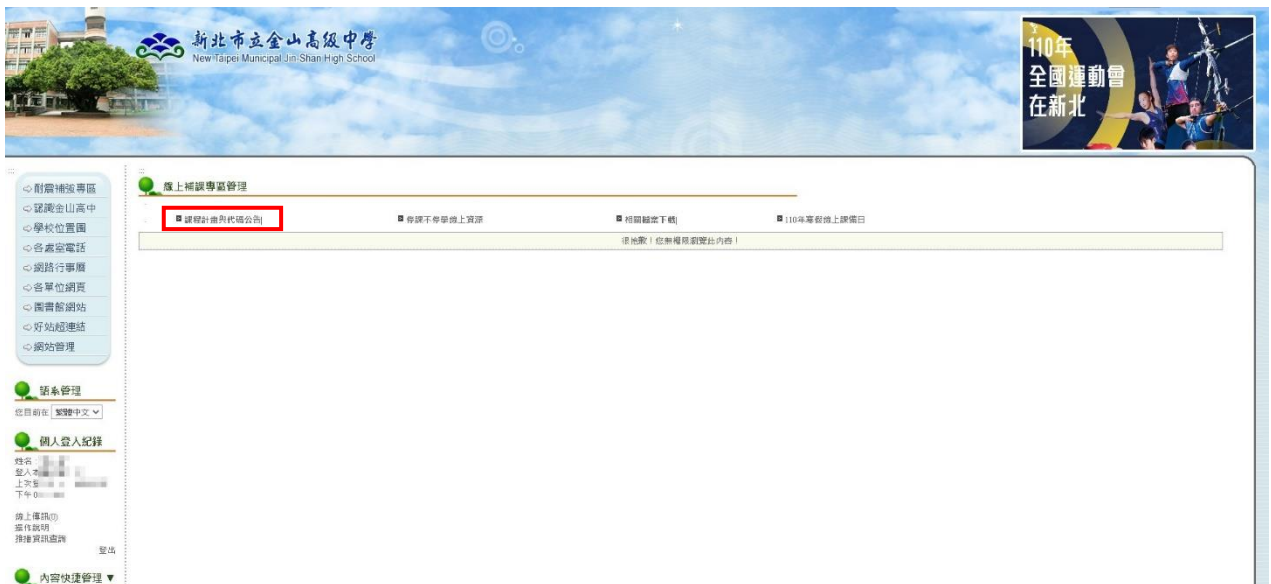 新北市立金山高級中學
New Taipei Municipal Jin-Shan High School
110年
全國運動會
在新北
耐震補強專區
認識金山高中
學校位置圖
各處室電話
網路行事曆
各單位網頁
圖書館網站
好站超連結
網站管理
語系管理
您目前在 繁體中文
個人登入紀錄
姓名：
登入本
上次登
下午 0
線上傳訊(0)
操作說明
推播資訊查詢
登出
內容快捷管理 ▼
線上補課專區管理
課程計畫與代碼公告|
停課不停學線上資源
相關檔案下載|
110年寒假線上課備日
很抱歉！您無權限瀏覽此內容！